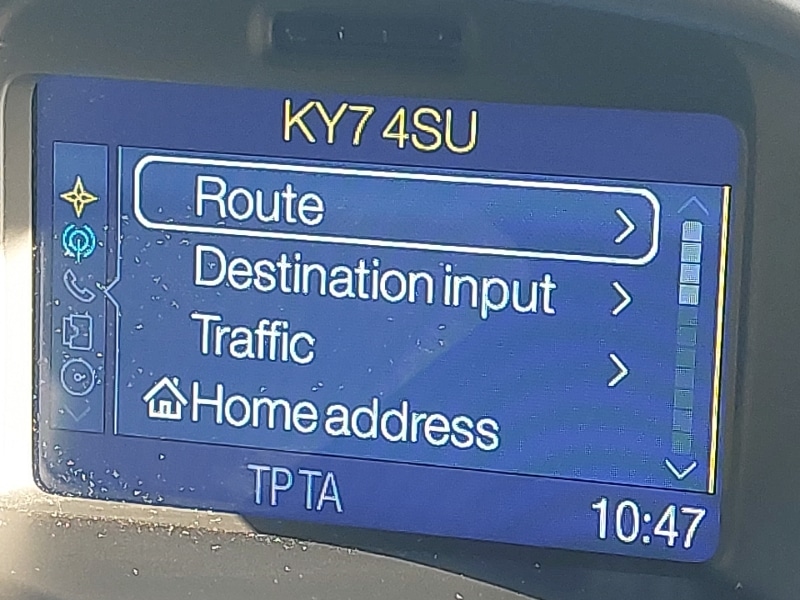 KY7 4SU
Route
Destination input
Traffic
Home address
TP TA
10:47